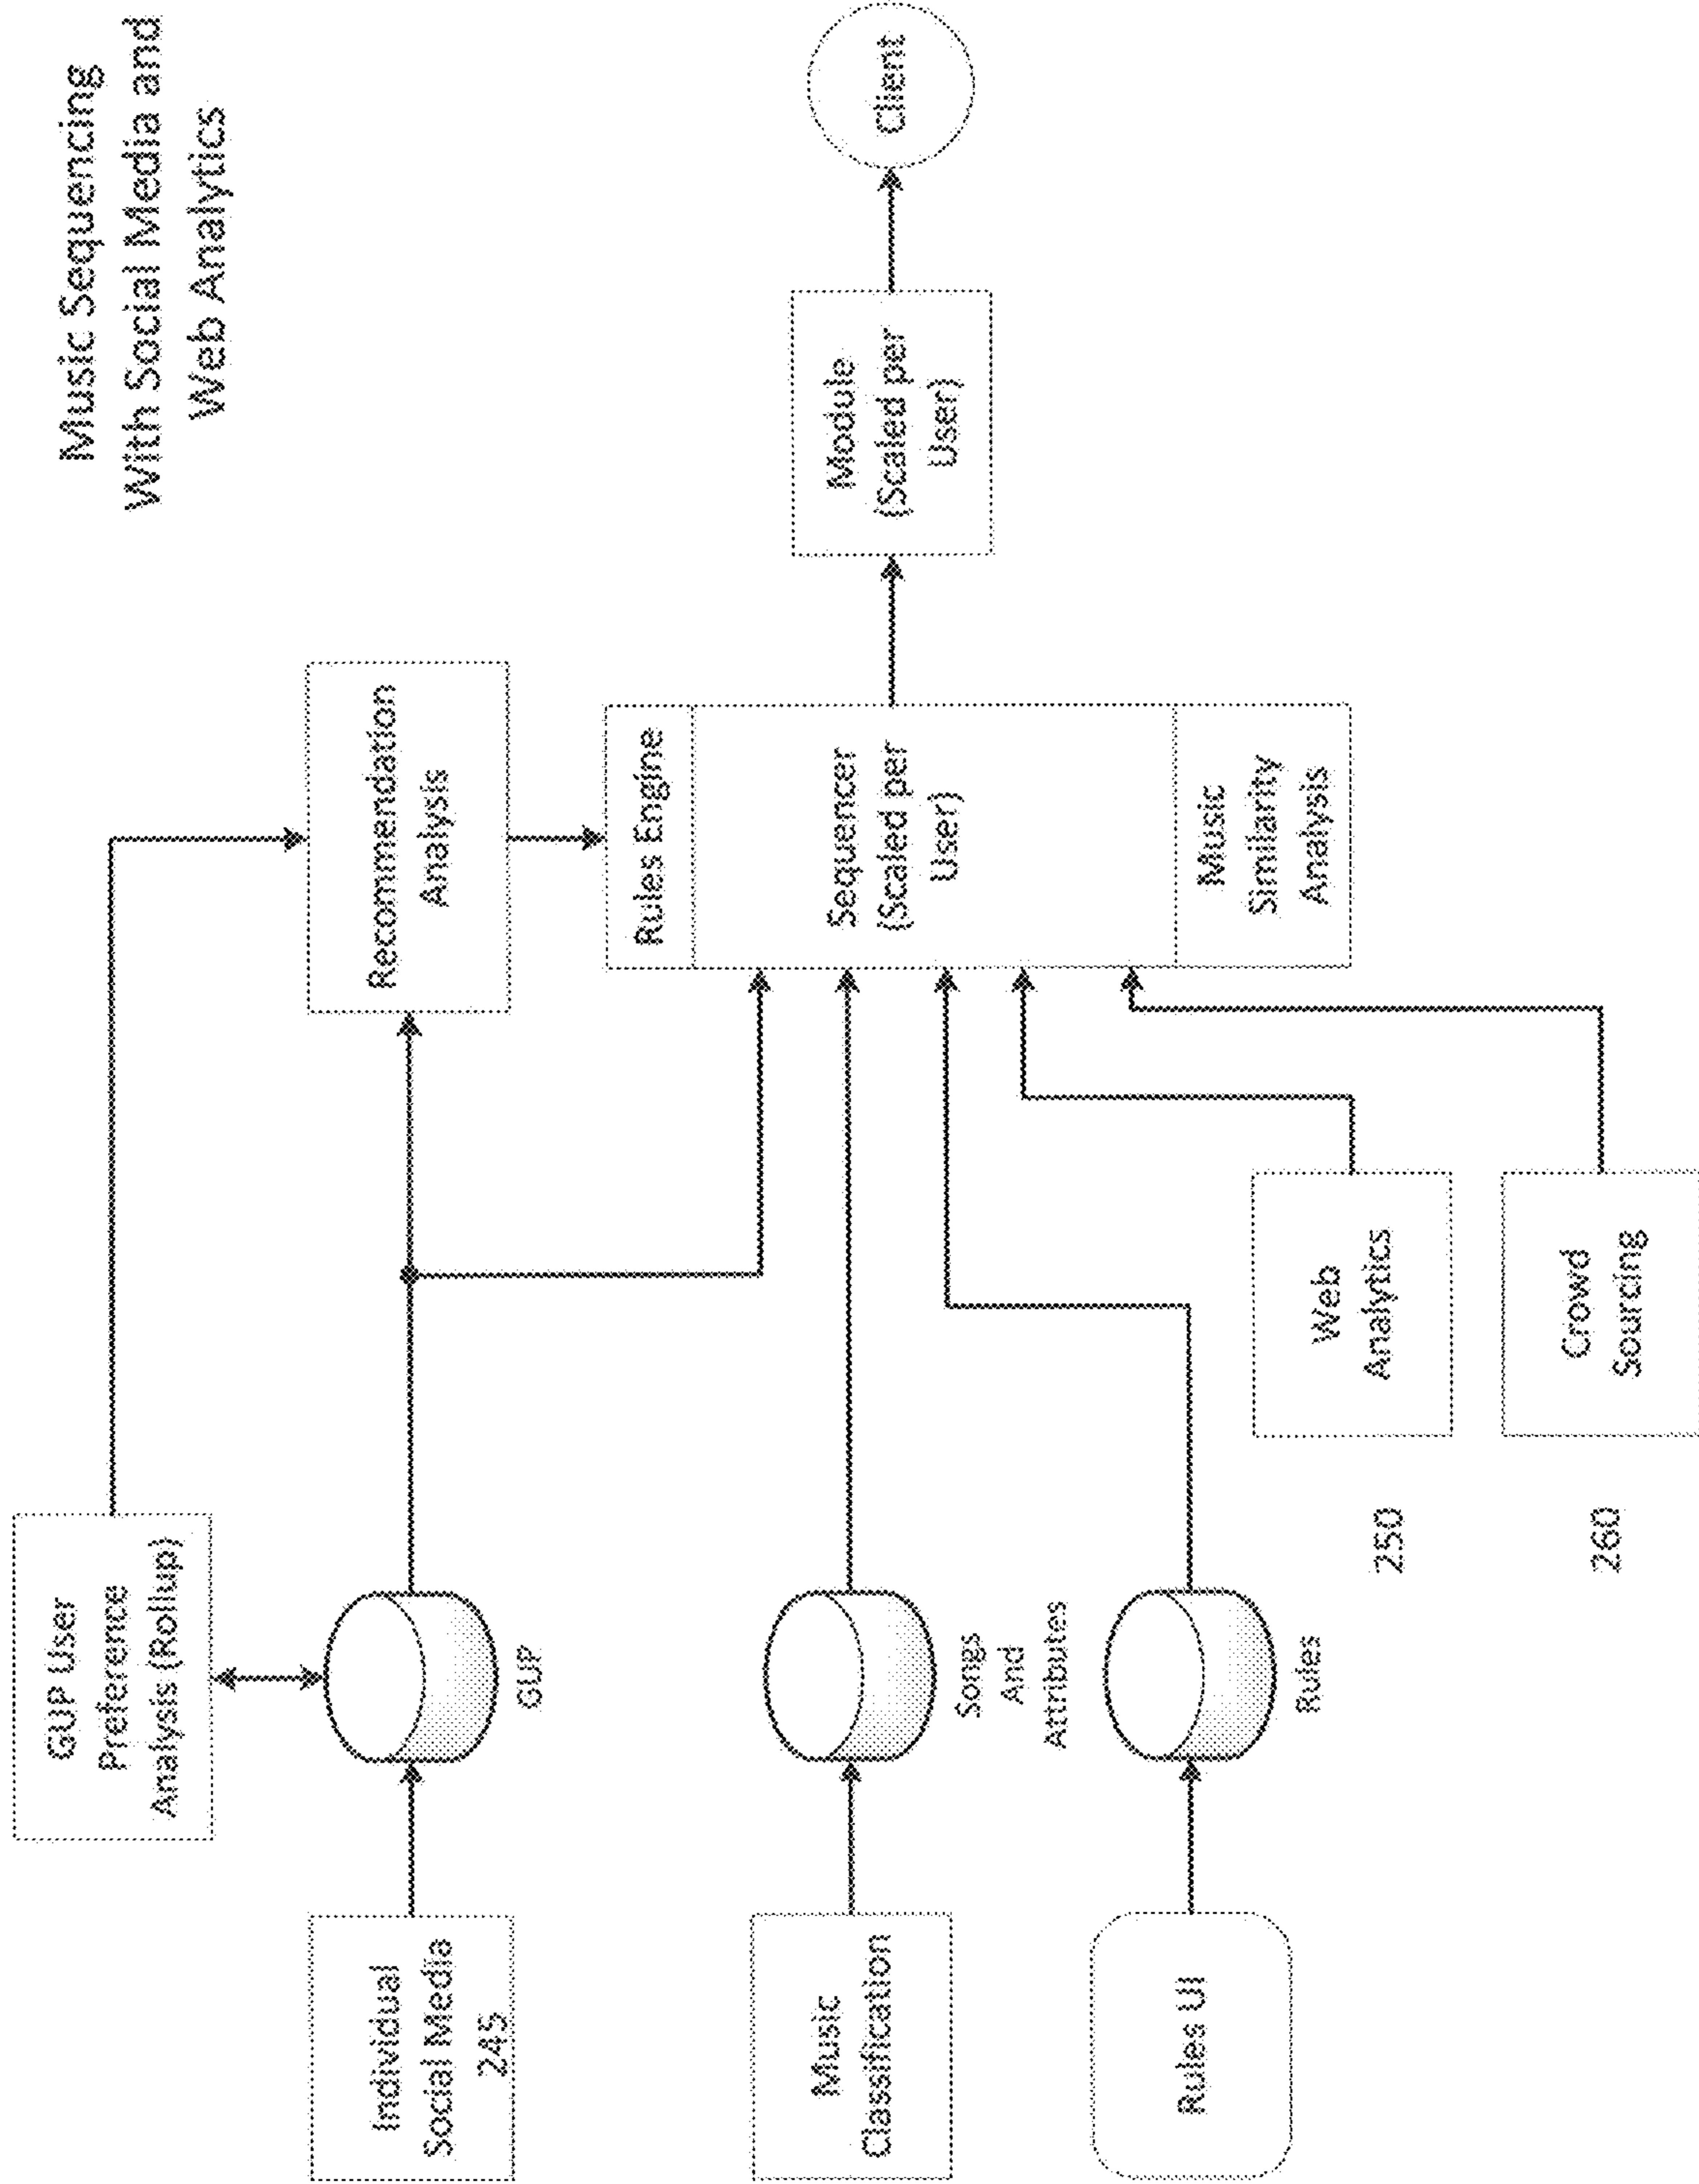 Music Sequencing
With Social Media and
Web Analytics
GUP User
Preference
Analysis (Rollup)
Individual
Social Media
245
GUP
Recommendation
Analysis
Rules Engine
Sequencer
(Scaled per
User)
Music
Similarity
Analysis
Module
(Scaled per
User)
Client
Music
Classification
Songs
And
Attributes
Rules UI
Rules
Web
Analytics
250
Crowd
Sourcing
260